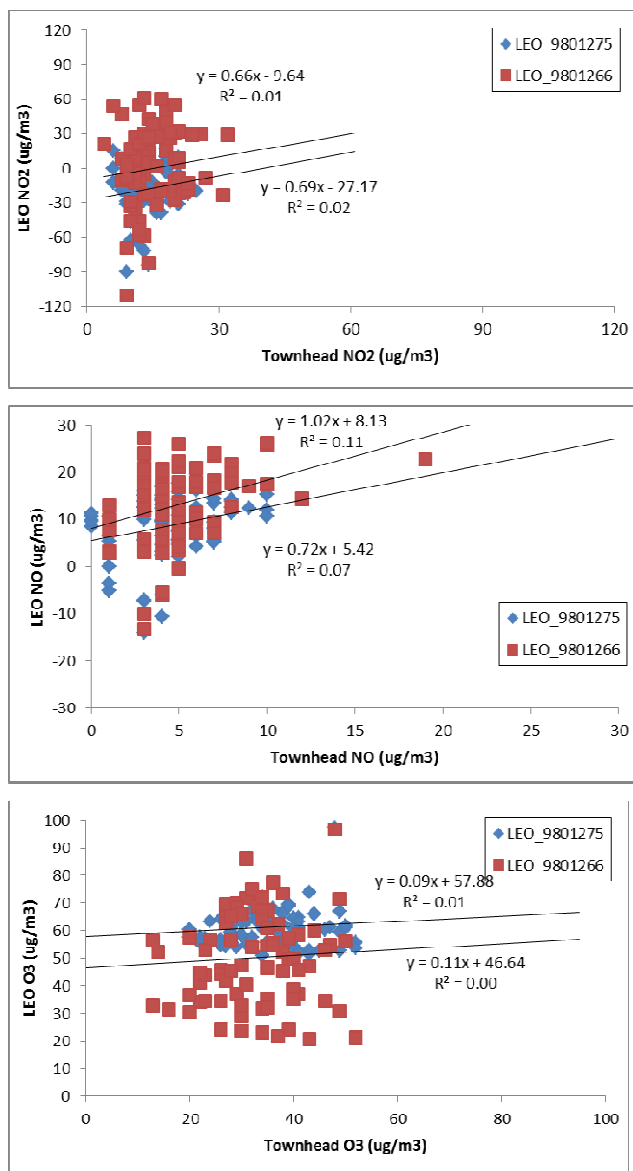 120
LEO_9801275
90
y = 0.66x - 9.64
LEO_9801266
60
R² = 0.01
30
0
-30
y = 0.69x - 27.17
-60
R² = 0.02
-90
-120
0 30 60 90 120
LEO NO2 (ug/m3)
Townhead NO2 (ug/m3)
30
y = 1.02x + 8.13
20
R² = 0.11
10
0
y = 0.72x + 5.42
R² = 0.07
-10
LEO_9801275
-20
LEO_9801266
-30
0 5 10 15 20 25 30
LEO NO (ug/m3)
Townhead NO (ug/m3)
100
LEO_9801275
90
LEO_9801266
80
y = 0.09x + 57.88
70
R² = 0.01
60
50
y = 0.11x + 46.64
40
R² = 0.00
30
20
10
0
0 20 40 60 80 100
LEO O3 (ug/m3)
Townhead O3 (ug/m3)